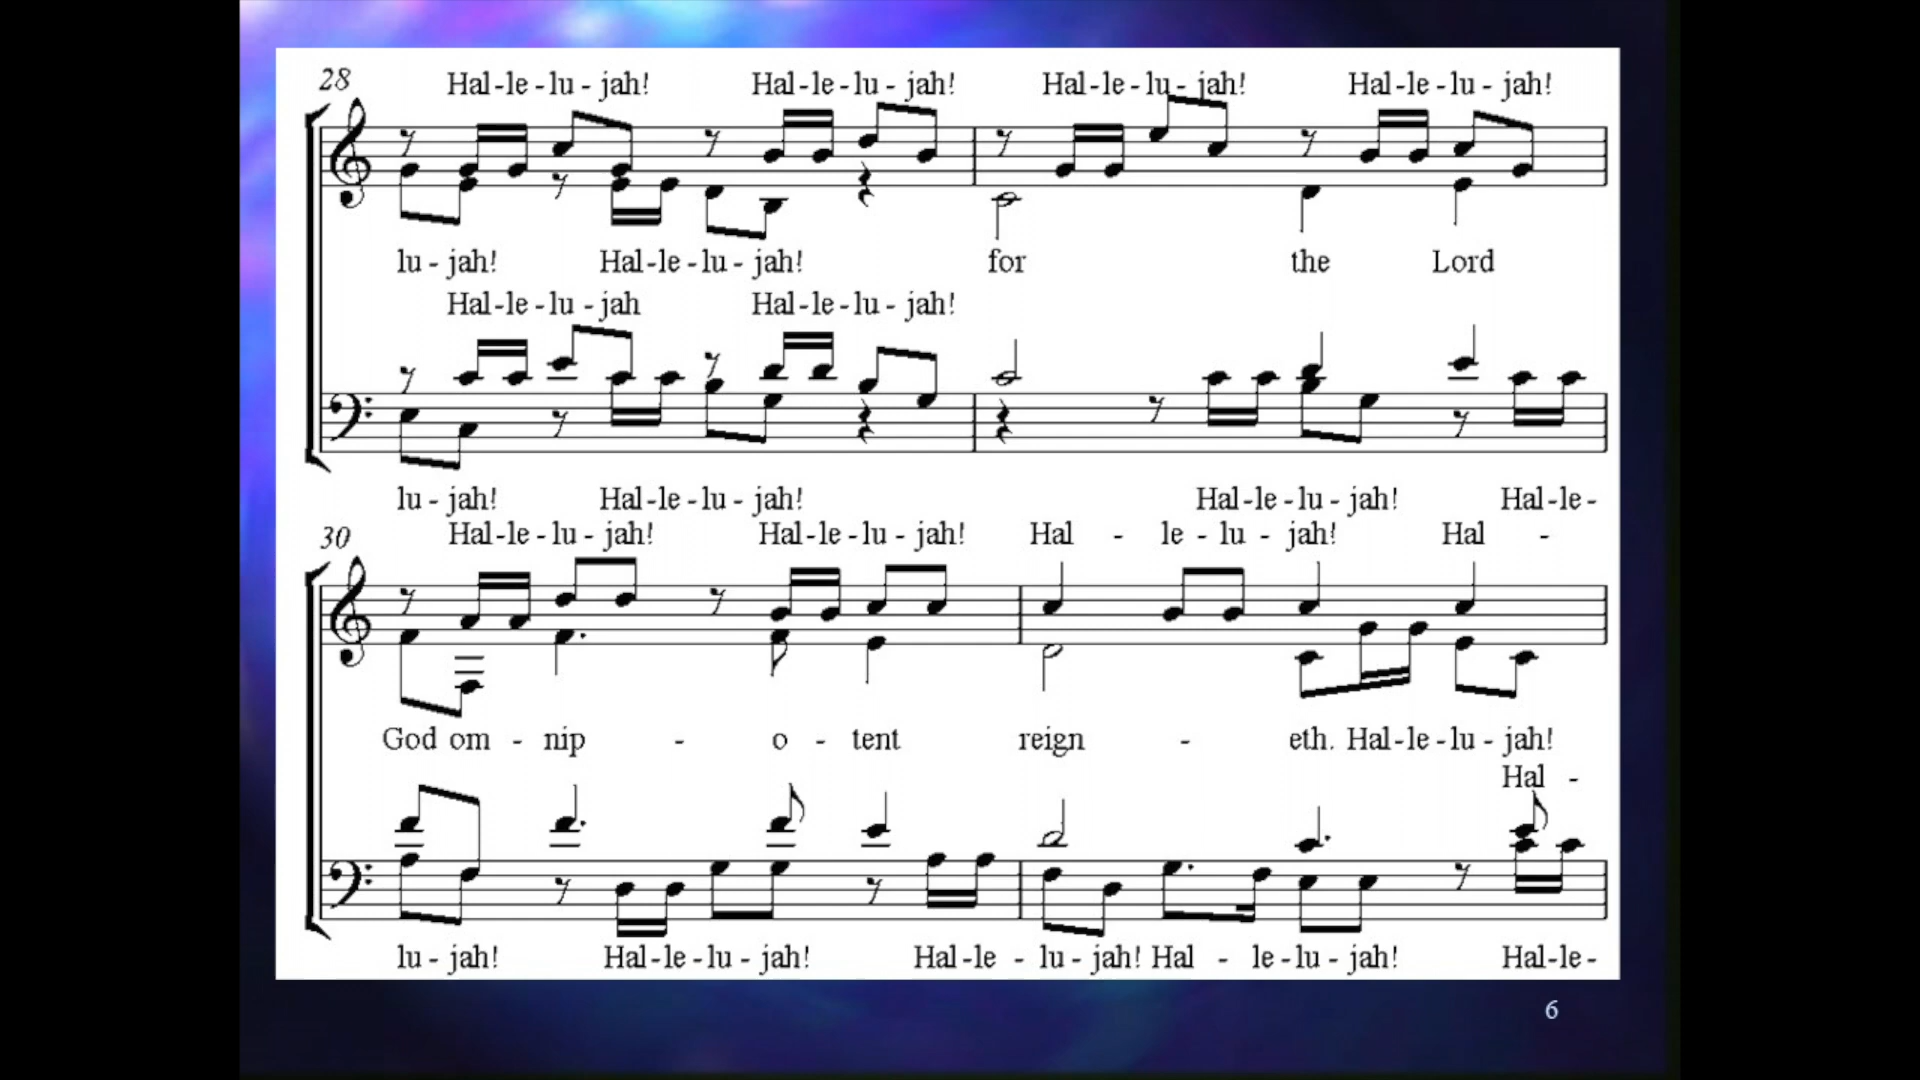 28
Hal-le-lu-jah! Hal-le-lu-jah! Hal-le-lu-jah! Hal-le-lu-jah!
lu-jah! Hal-le-lu-jah! for the Lord
Hal-le-lu-jah Hal-le-lu-jah!
lu-jah! Hal-le-lu-jah! Hal-le-lu-jah! Hal-le-
30
Hal-le-lu-jah! Hal-le-lu-jah! Hal - le-lu-jah! Hal -
God om - nip - o - tent reign - eth. Hal-le-lu-jah!
Hal -
lu-jah! Hal-le-lu-jah! Hal-le - lu-jah! Hal - le-lu-jah! Hal-le-
6